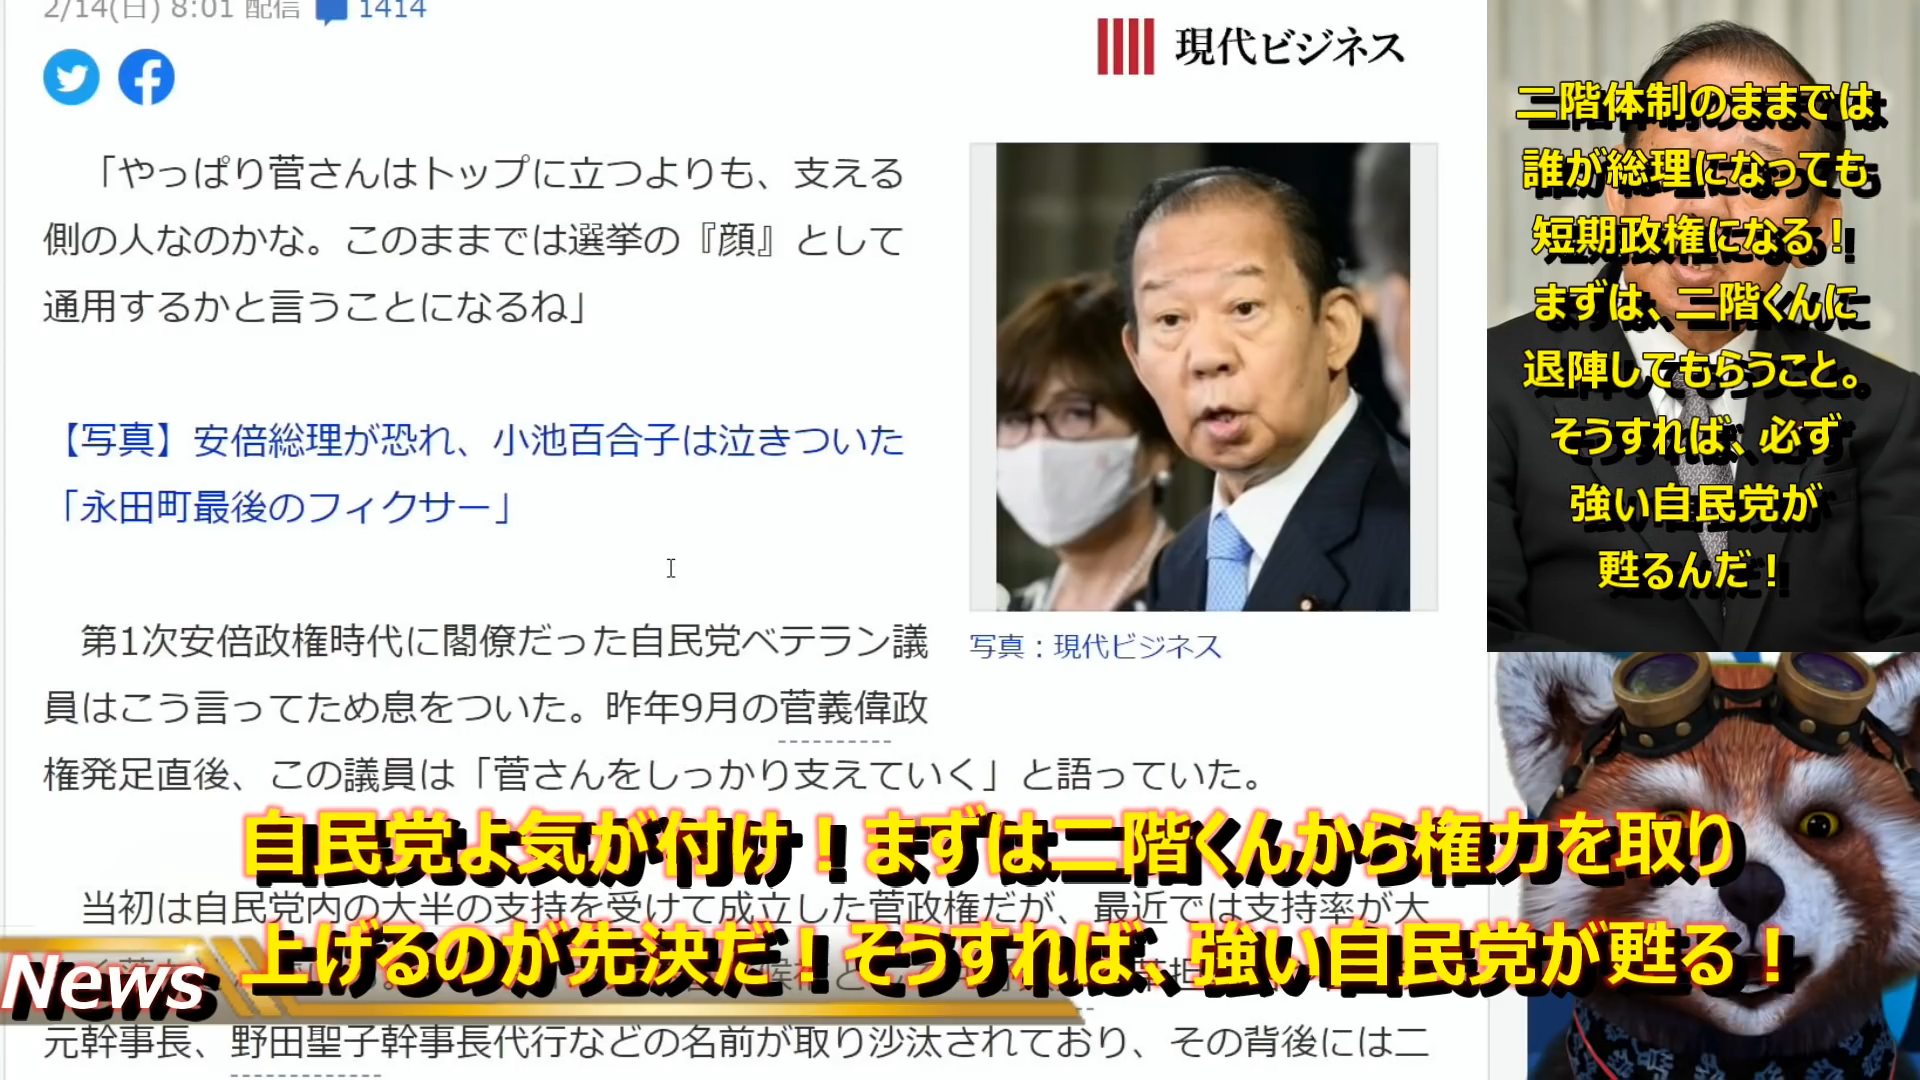 2/14(日) 8:01 配信 1414
現代ビジネス
「やっぱり菅さんはトップに立つよりも、支える
側の人なのかな。このままでは選挙の『顔』として
通用するかと言うことになるね」
【写真】安倍総理が恐れ、小池百合子は泣きついた
「永田町最後のフィクサー」
写真：現代ビジネス
第1次安倍政権時代に閣僚だった自民党ベテラン議
員はこう言ってため息をついた。昨年9月の菅義偉政
権発足直後、この議員は「菅さんをしっかり支えていく」と語っていた。
当初は自民党内の大半の支持を受けて成立した菅政権だが、最近では支持率が大
元幹事長、野田聖子幹事長代行などの名前が取り沙汰されており、その背後には二
二階体制のままでは
誰が総理になっても
短期政権になる！
まずは、二階くんに
退陣してもらうこと。
そうすれば、必ず
強い自民党が
甦るんだ！
自民党よ気が付け！まずは二階くんから権力を取り
上げるのが先決だ！そうすれば、強い自民党が甦る！
News